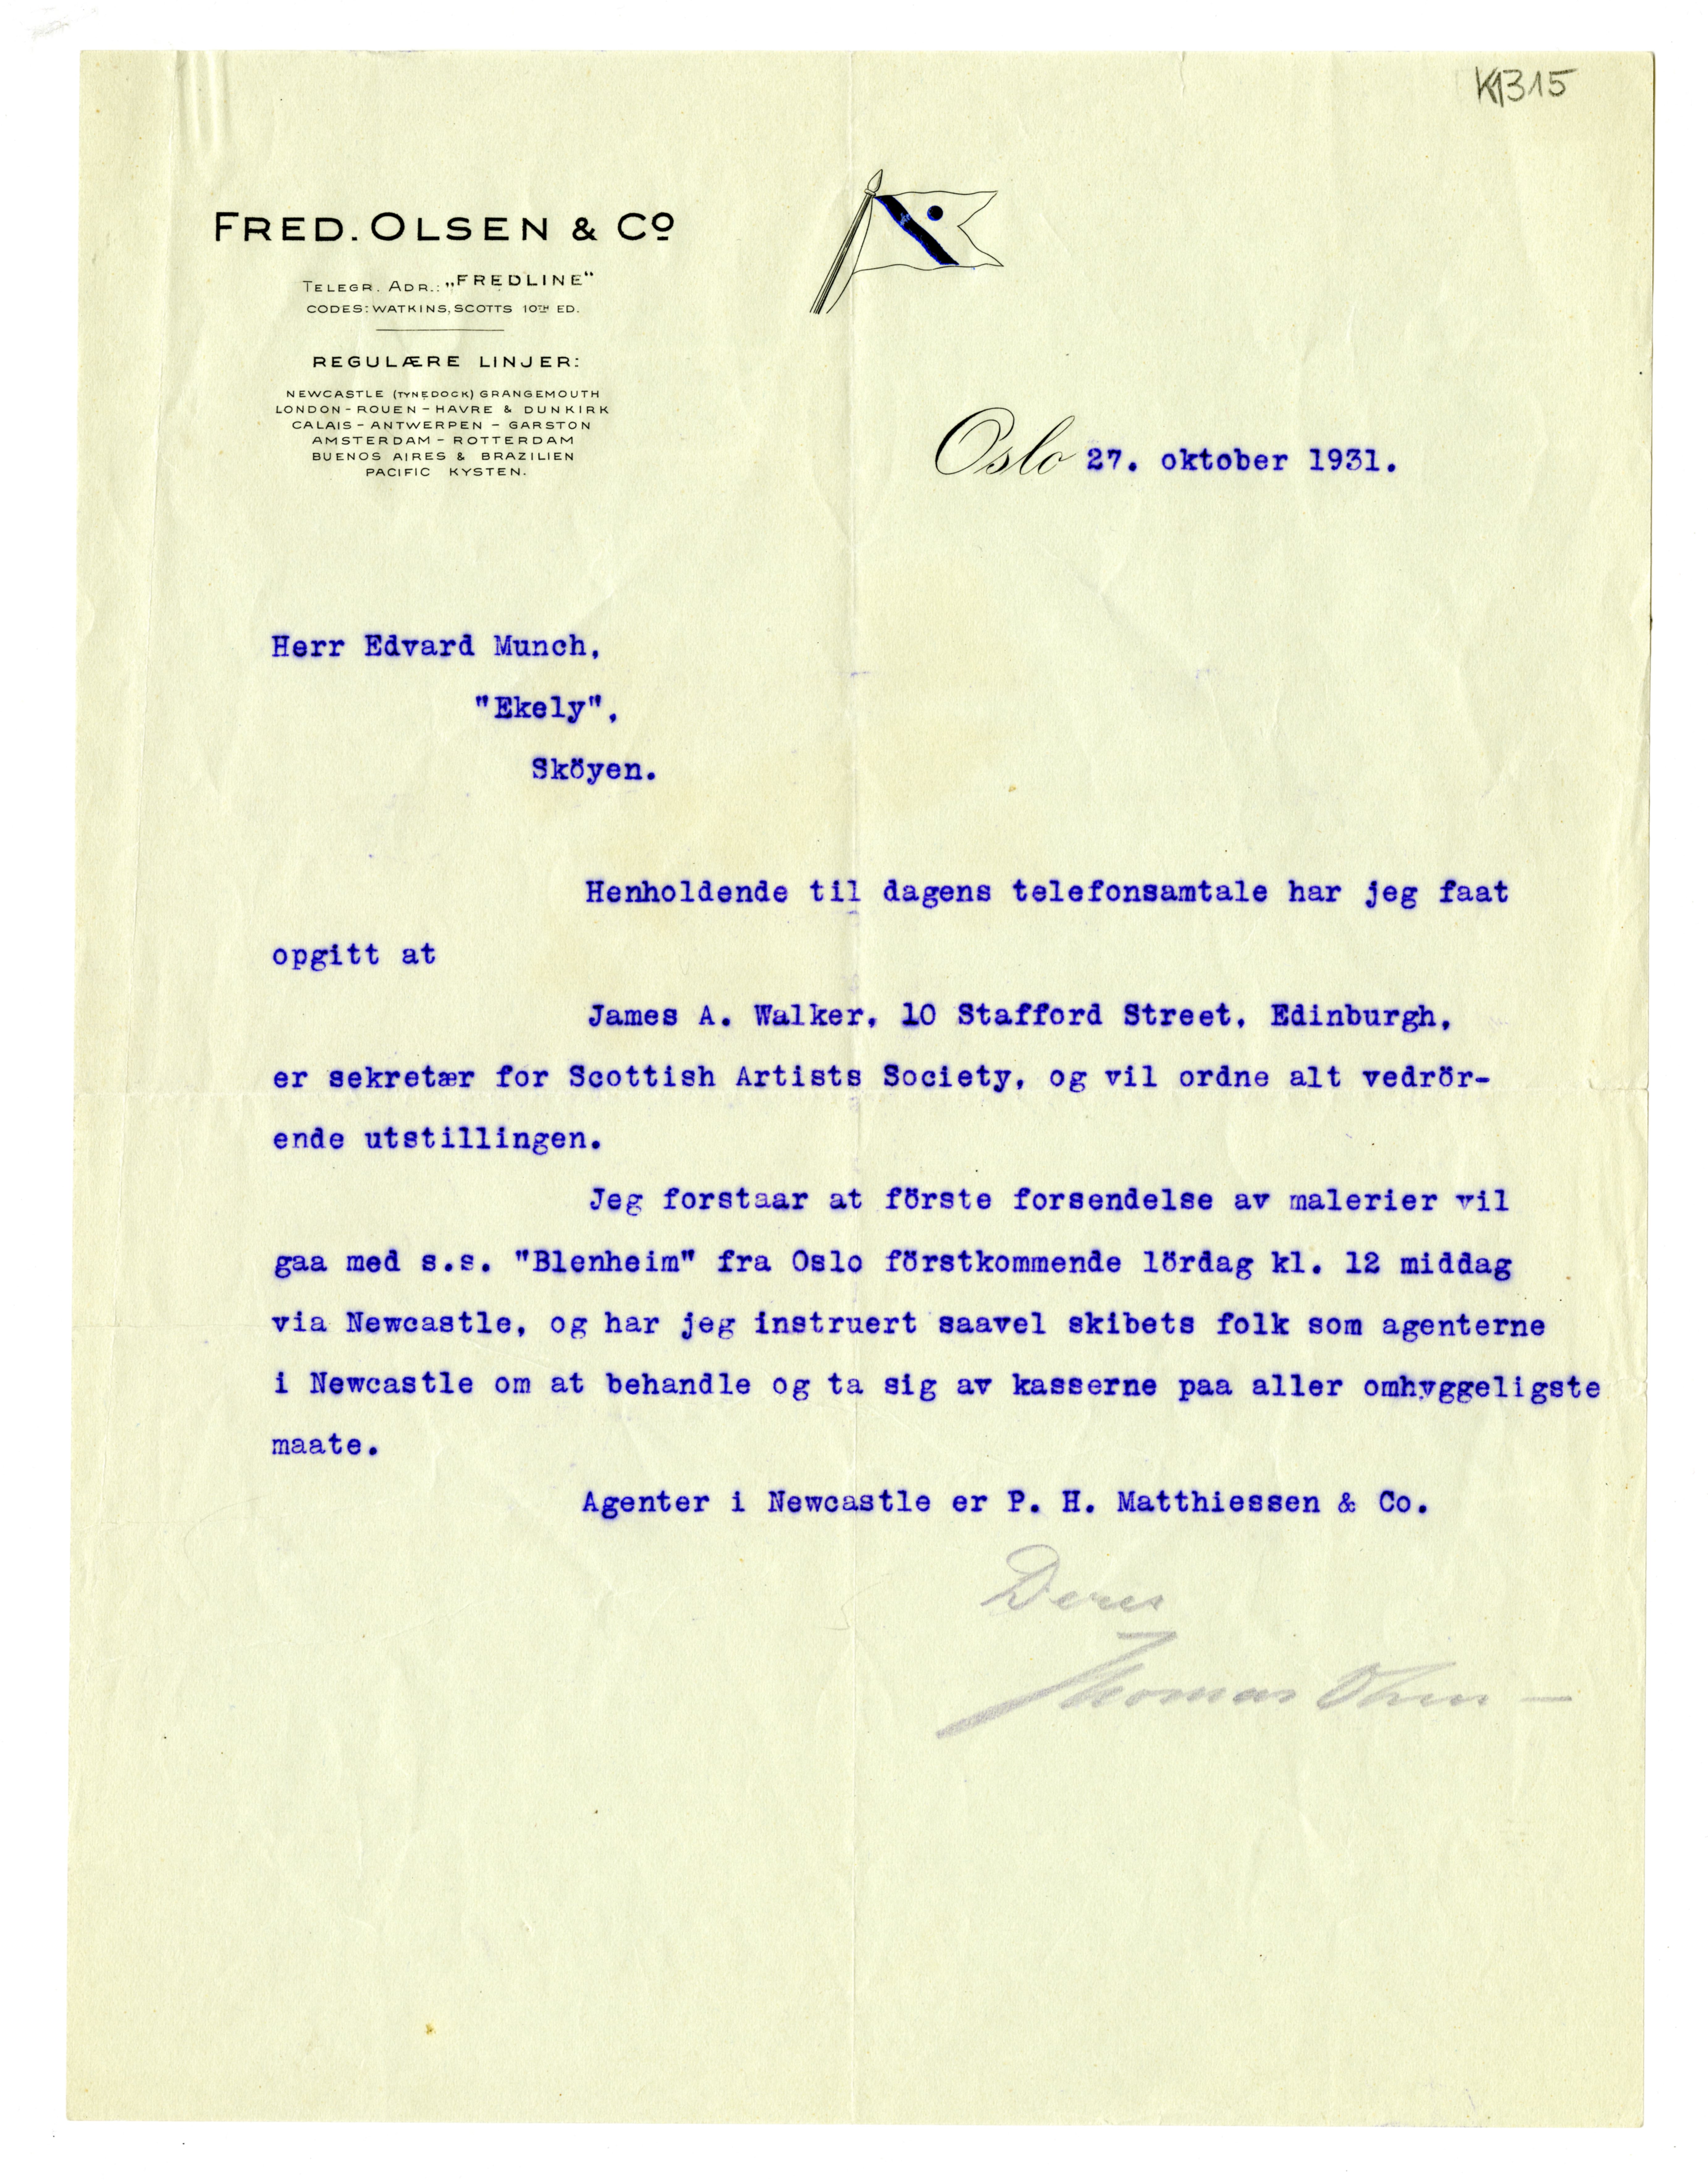 K1315
FRED. OLSEN & Cº
TELEGR. ADR.: „FREDLINE“
CODES: WATKINS, SCOTTS 10TH ED.
REGULÆRE LINJER:
NEWCASTLE (TYNEDOCK) GRANGEMOUTH
LONDON - ROUEN - HAVRE & DUNKIRK
CALAIS - ANTWERPEN - GARSTON
AMSTERDAM - ROTTERDAM
BUENOS AIRES & BRAZILIEN
PACIFIC KYSTEN.
Oslo 27. oktober 1931.
Herr Edvard Munch,
"Ekely",
Sköyen.
Henholdende til dagens telefonsamtale har jeg faat
opgitt at
James A. Walker, 10 Stafford Street, Edinburgh,
er sekretær for Scottish Artists Society, og vil ordne alt vedrör-
ende utstillingen.
Jeg forstaar at förste forsendelse av malerier vil
gaa med s.s. "Blenheim" fra Oslo förstkommende lördag kl. 12 middag
via Newcastle, og har jeg instruert saavel skibets folk som agenterne
i Newcastle om at behandle og ta sig av kasserne paa aller omhyggeligste
maate.
Agenter i Newcastle er P. H. Matthiessen & Co.
Deres
Thomas Olsen –